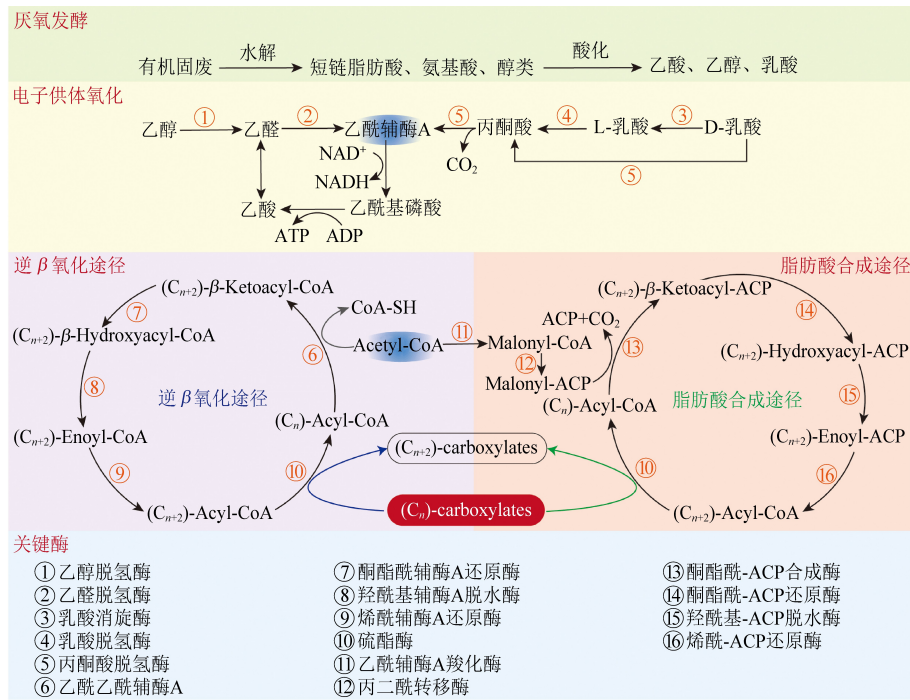 厌氧发酵
有机固废 水解 短链脂肪酸、氨基酸、醇类 酸化 乙酸、乙醇、乳酸
电子供体氧化
乙醇 ① 乙醛 ② 乙酰辅酶A ⑤ 丙酮酸 ④ L-乳酸 ③ D-乳酸
NAD⁺
CO₂
NADH
⑤
乙酸 乙酰基磷酸
ATP ADP
逆β氧化途径
(Cₙ₊₂)-β-Ketoacyl-CoA
⑦
(Cₙ₊₂)-β-Hydroxyacyl-CoA
CoA-SH
⑥ Acetyl-CoA ⑪
⑧
逆β氧化途径
(Cₙ)-Acyl-CoA
(Cₙ₊₂)-Enoyl-CoA
⑨ ⑩
(Cₙ₊₂)-Acyl-CoA
(Cₙ₊₂)-carboxylates
(Cₙ)-carboxylates
脂肪酸合成途径
(Cₙ₊₂)-β-Ketoacyl-ACP
⑭
ACP+CO₂
Malonyl-CoA ⑬
⑫
(Cₙ₊₂)-Hydroxyacyl-ACP
Malonyl-ACP
⑮
(Cₙ)-Acyl-CoA
脂肪酸合成途径
(Cₙ₊₂)-Enoyl-ACP
⑩ ⑯
(Cₙ₊₂)-Acyl-CoA
关键酶
①乙醇脱氢酶
②乙醛脱氢酶
③乳酸消旋酶
④乳酸脱氢酶
⑤丙酮酸脱氢酶
⑥乙酰乙酰辅酶A
⑦酮酯酰辅酶A还原酶
⑧羟酰基辅酶A脱水酶
⑨烯酰辅酶A还原酶
⑩硫酯酶
⑪乙酰辅酶A羧化酶
⑫丙二酰转移酶
⑬酮酯酰-ACP合成酶
⑭酮酯酰-ACP还原酶
⑮羟酰基-ACP脱水酶
⑯烯酰-ACP还原酶